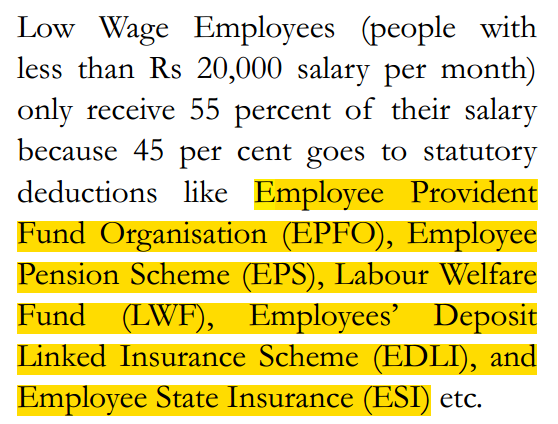 Low Wage Employees (people with
less than Rs 20,000 salary per month)
only receive 55 percent of their salary
because 45 per cent goes to statutory
deductions like Employee Provident
Fund Organisation (EPFO), Employee
Pension Scheme (EPS), Labour Welfare
Fund (LWF), Employees’ Deposit
Linked Insurance Scheme (EDLI), and
Employee State Insurance (ESI) etc.